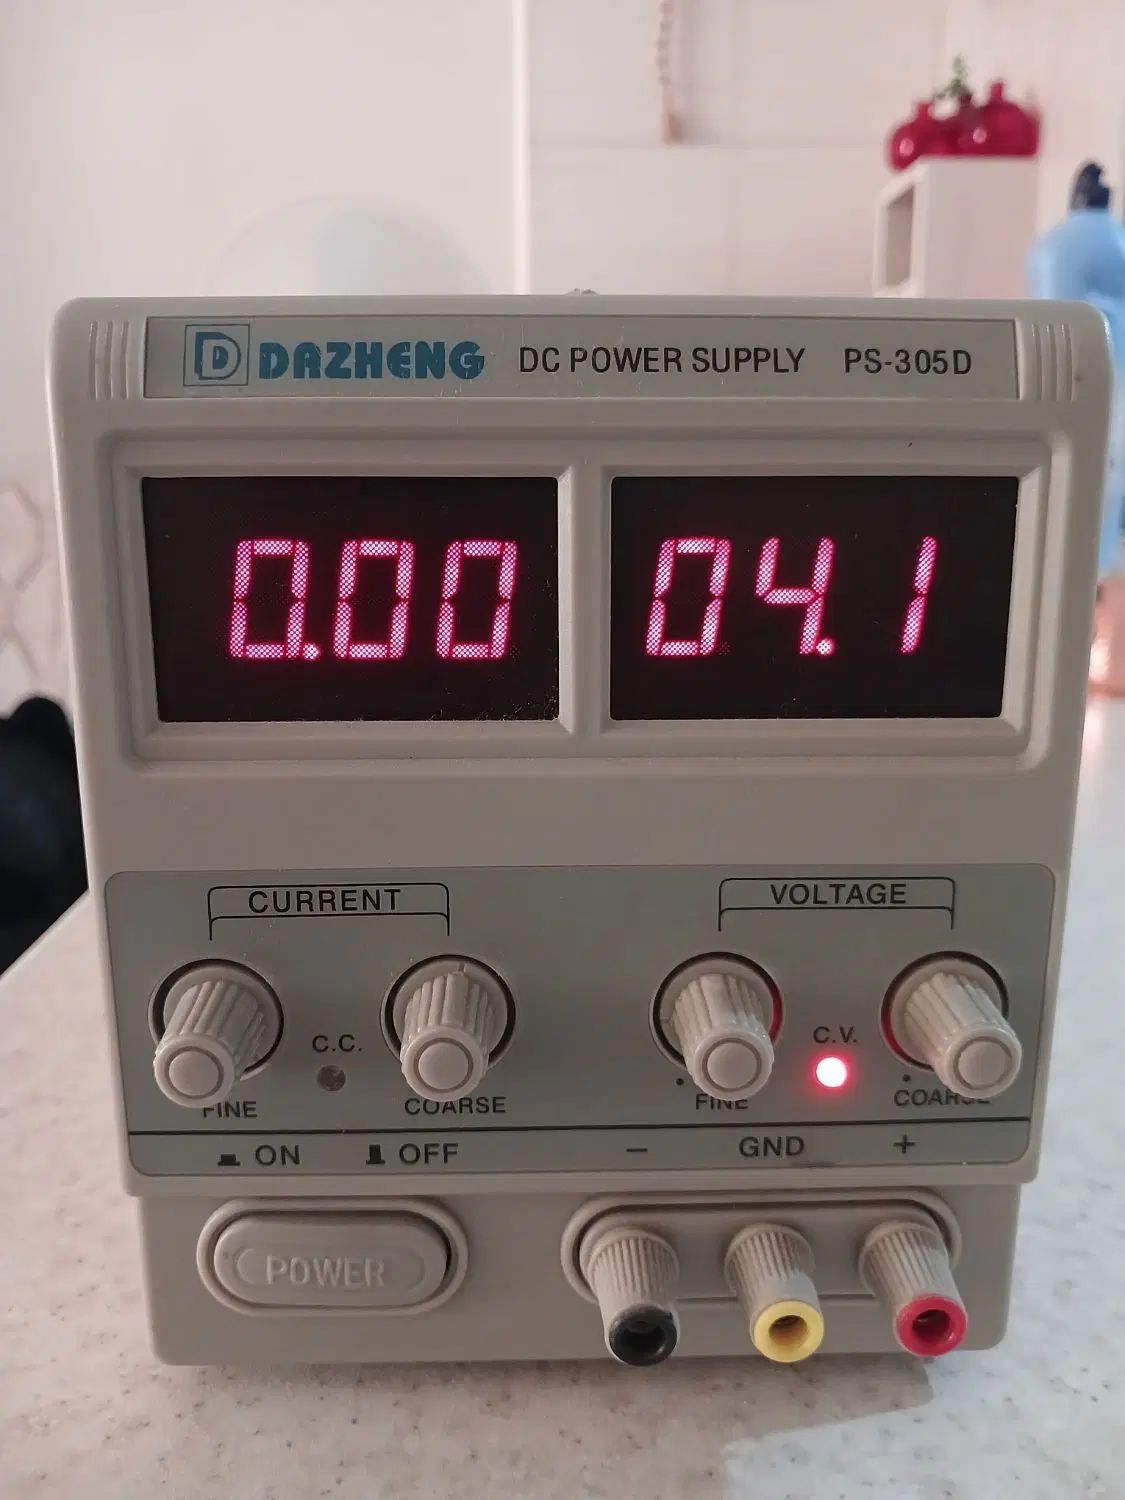 D DAZHENG DC POWER SUPPLY PS-305D
0.00 04.1
CURRENT VOLTAGE
C.C. C.V.
FINE COARSE FINE COARSE
ON OFF - GND +
POWER